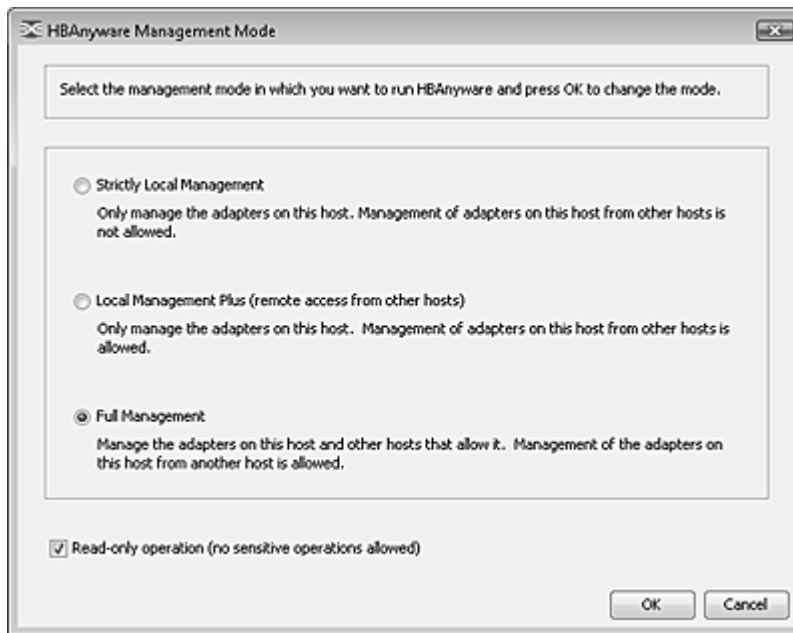 HBAnyware Management Mode
Select the management mode in which you want to run HBAnyware and press OK to change the mode.
Strictly Local Management
Only manage the adapters on this host. Management of adapters on this host from other hosts is
not allowed.
Local Management Plus (remote access from other hosts)
Only manage the adapters on this host.  Management of adapters on this host from other hosts is
allowed.
Full Management
Manage the adapters on this host and other hosts that allow it.  Management of the adapters on
this host from another host is allowed.
Read-only operation (no sensitive operations allowed)
OK
Cancel